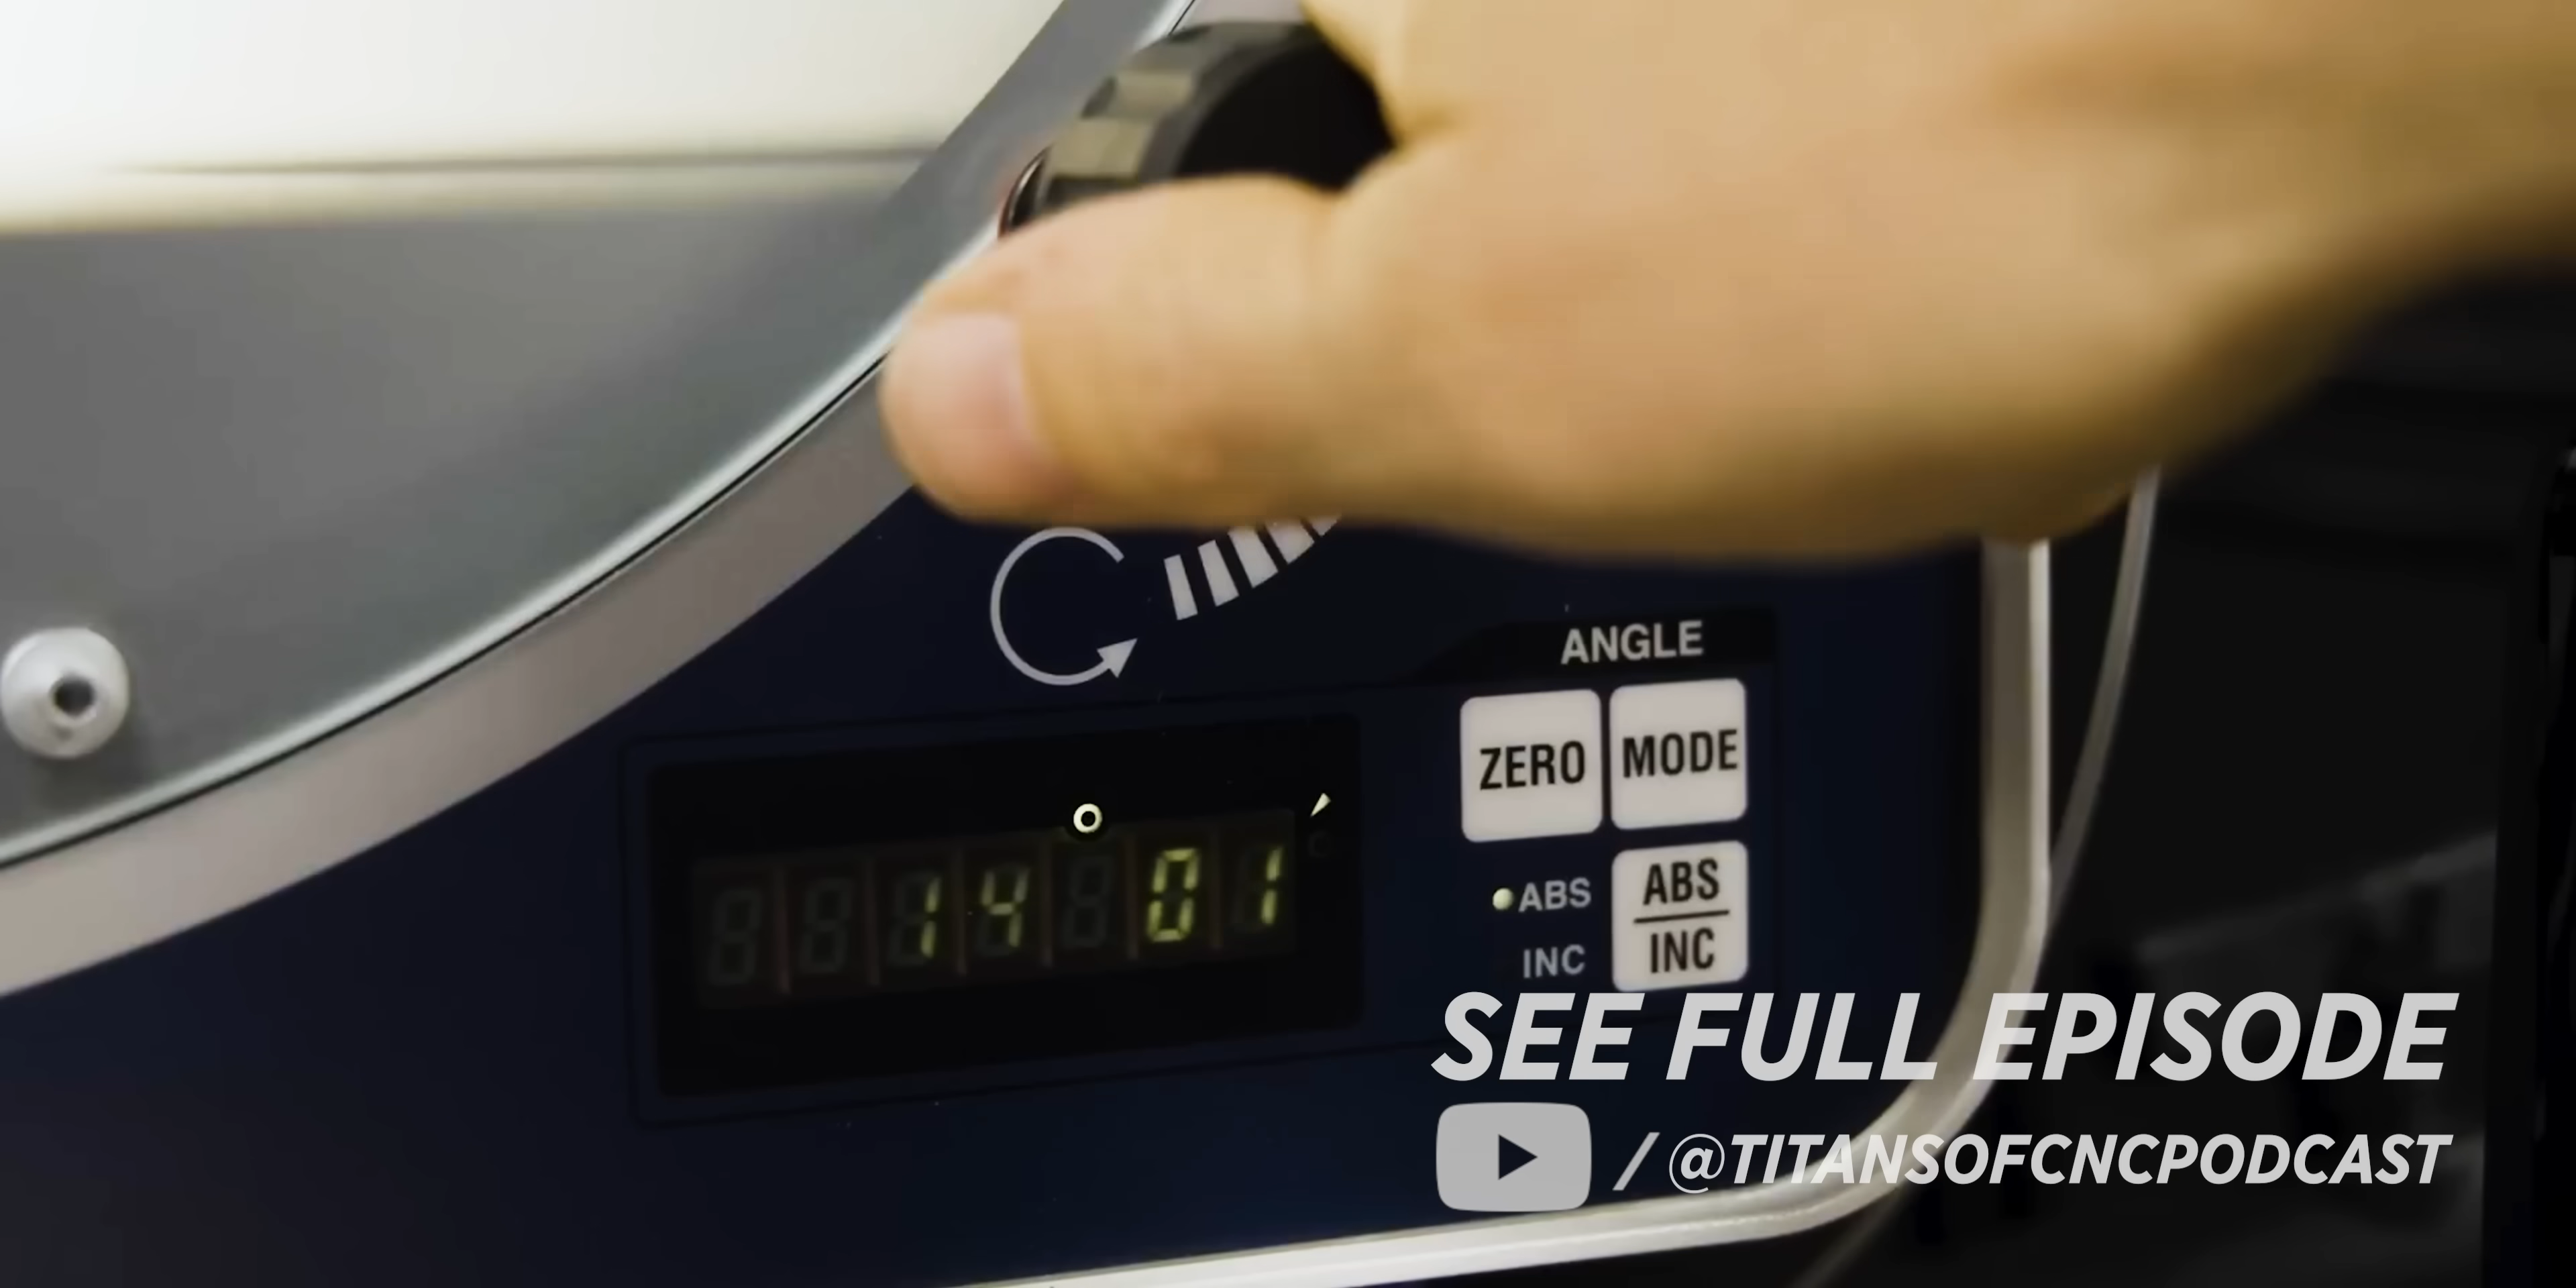 ANGLE
ZERO MODE
14° 01'
ABS
ABS
INC
INC
SEE FULL EPISODE
/ @TITANSOFCNCPODCAST